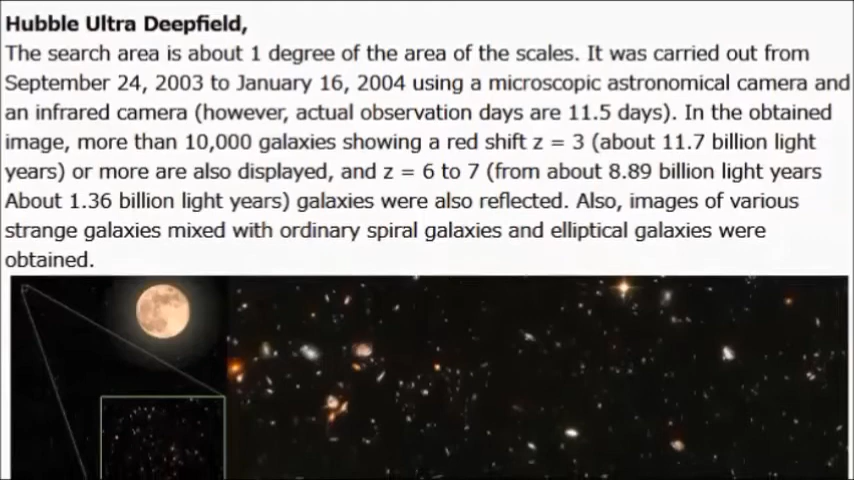 Hubble Ultra Deepfield,
The search area is about 1 degree of the area of the scales. It was carried out from
September 24, 2003 to January 16, 2004 using a microscopic astronomical camera and
an infrared camera (however, actual observation days are 11.5 days). In the obtained
image, more than 10,000 galaxies showing a red shift z = 3 (about 11.7 billion light
years) or more are also displayed, and z = 6 to 7 (from about 8.89 billion light years
About 1.36 billion light years) galaxies were also reflected. Also, images of various
strange galaxies mixed with ordinary spiral galaxies and elliptical galaxies were
obtained.